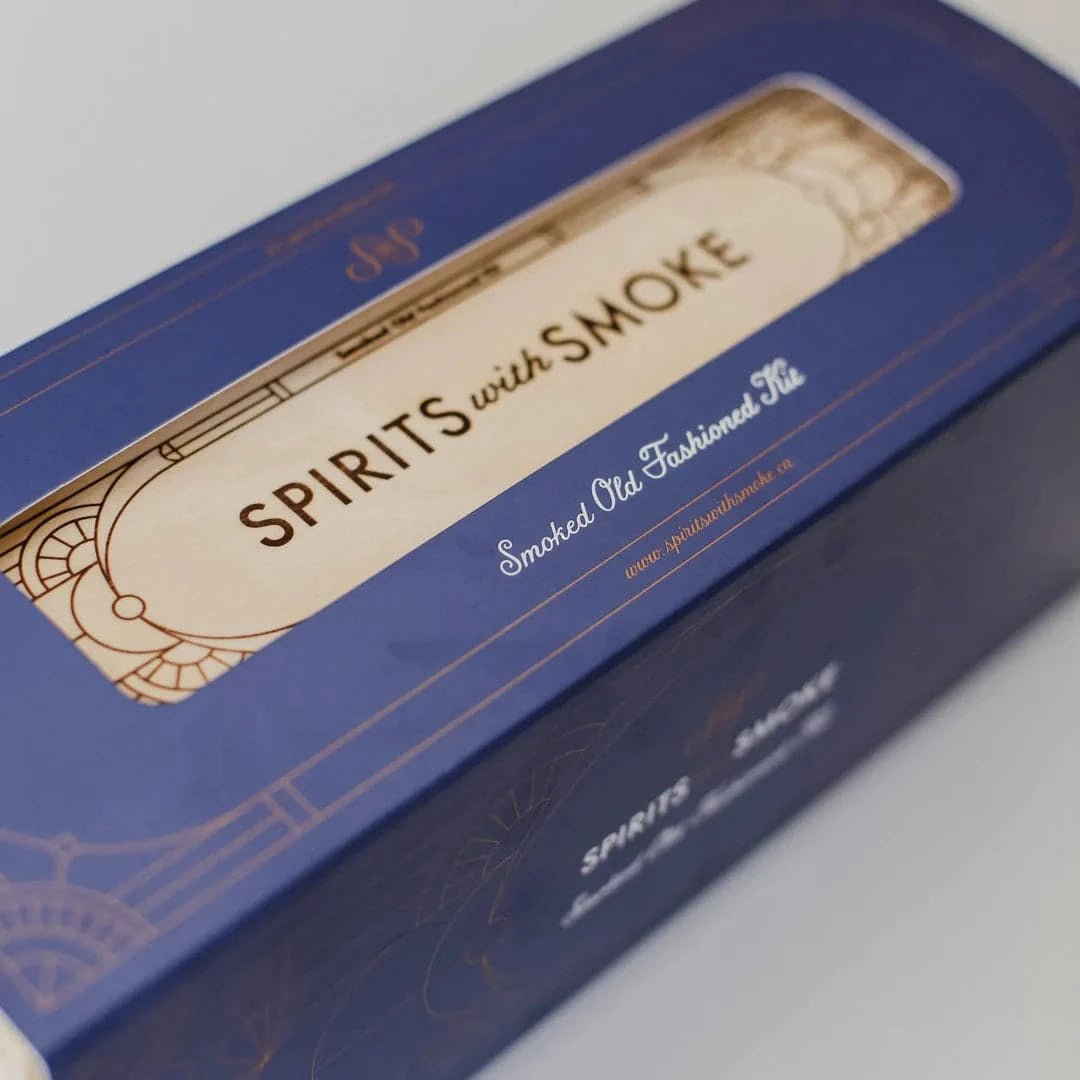 SPIRITS with SMOKE
Smoked Old Fashioned Kit
www.spiritswithsmoke.ca
SPIRITS SMOKE